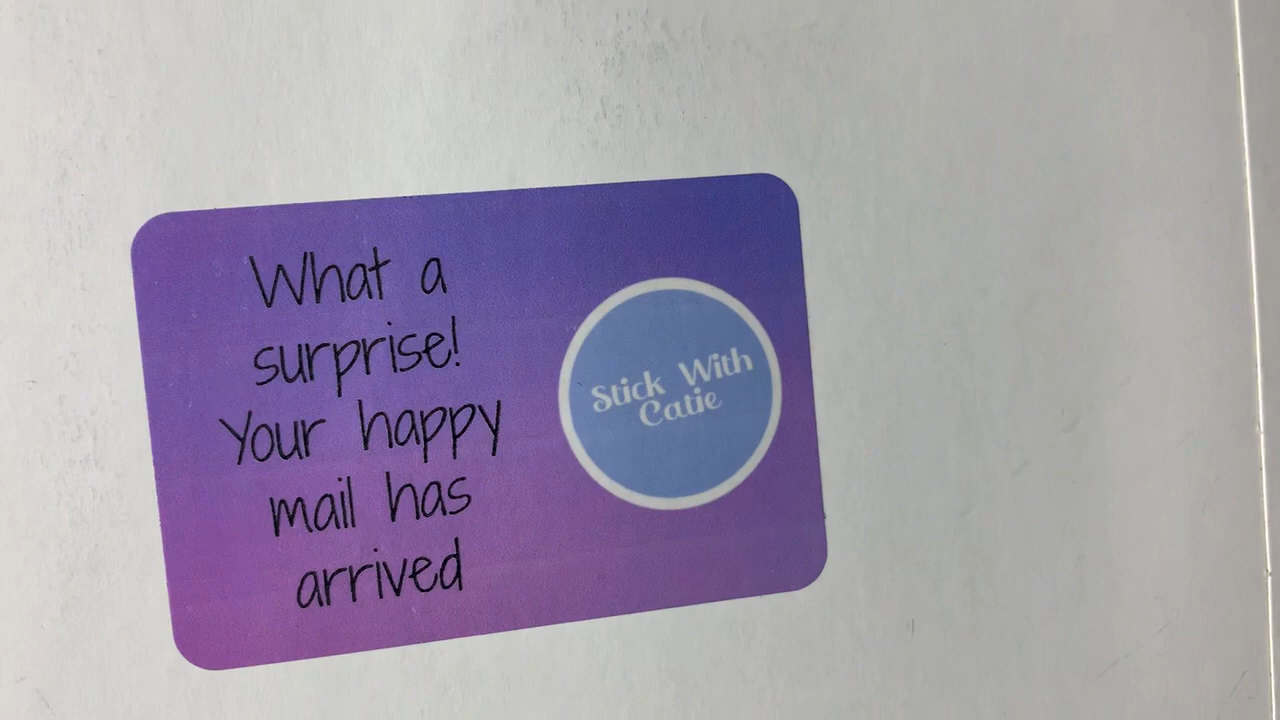 What a
surprise!
Your happy
mail has
arrived
Stick With
Catie